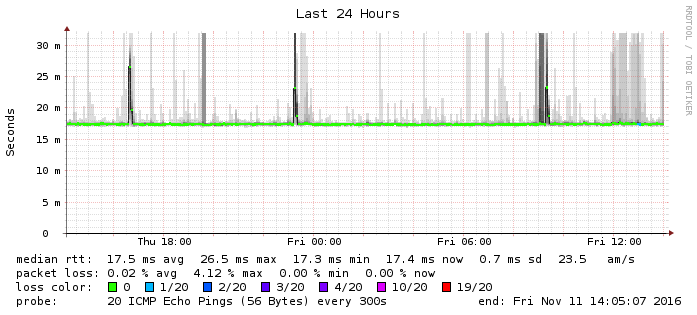 Last 24 Hours
RRDTOOL / TOBI OETIKER
Seconds
30 m
25 m
20 m
15 m
10 m
5 m
0
Thu 18:00 Fri 00:00 Fri 06:00 Fri 12:00
median rtt: 17.5 ms avg 26.5 ms max 17.3 ms min 17.4 ms now 0.7 ms sd 23.5 am/s
packet loss: 0.02 % avg 4.12 % max 0.00 % min 0.00 % now
loss color: 0 1/20 2/20 3/20 4/20 10/20 19/20
probe: 20 ICMP Echo Pings (56 Bytes) every 300s end: Fri Nov 11 14:05:07 2016